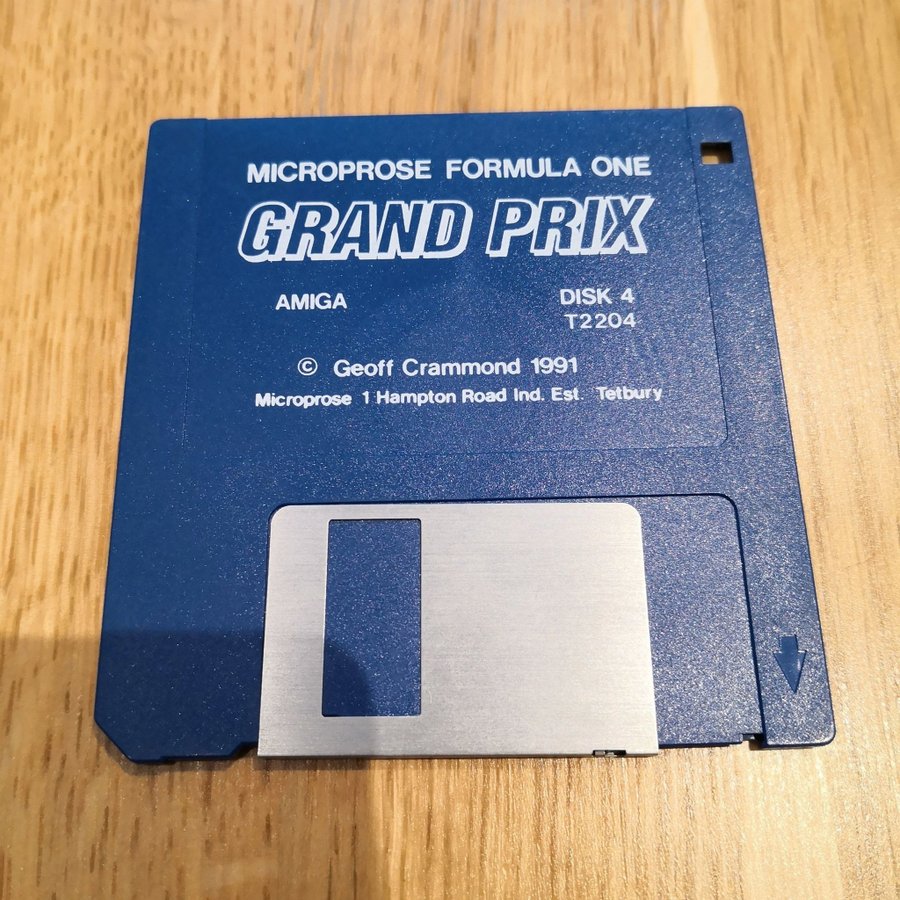 MICROPROSE FORMULA ONE
GRAND PRIX
AMIGA DISK 4
T2204
© Geoff Crammond 1991
Microprose 1 Hampton Road Ind. Est. Tetbury